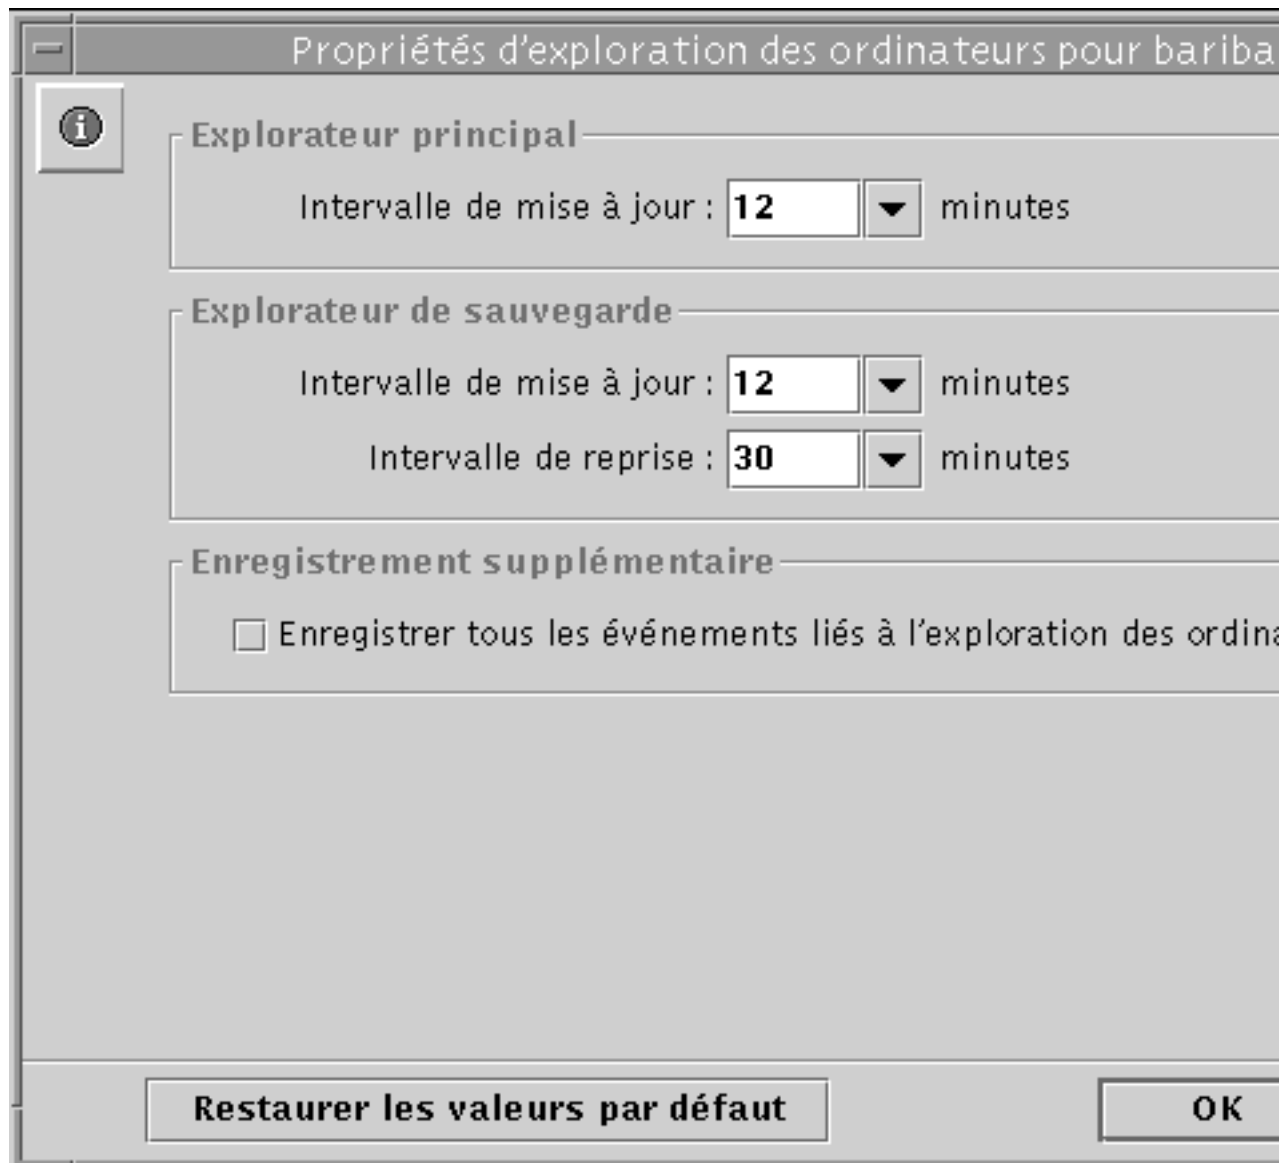 Propriétés d'exploration des ordinateurs pour bariba
Explorateur principal
Intervalle de mise à jour : 12 minutes
Explorateur de sauvegarde
Intervalle de mise à jour : 12 minutes
Intervalle de reprise : 30 minutes
Enregistrement supplémentaire
Enregistrer tous les événements liés à l'exploration des
Restaurer les valeurs par défaut OK